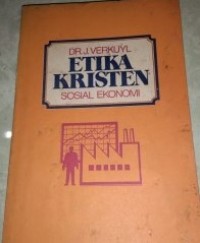 DR. J. VERKUYL
ETIKA
KRISTEN
SOSIAL EKONOMI